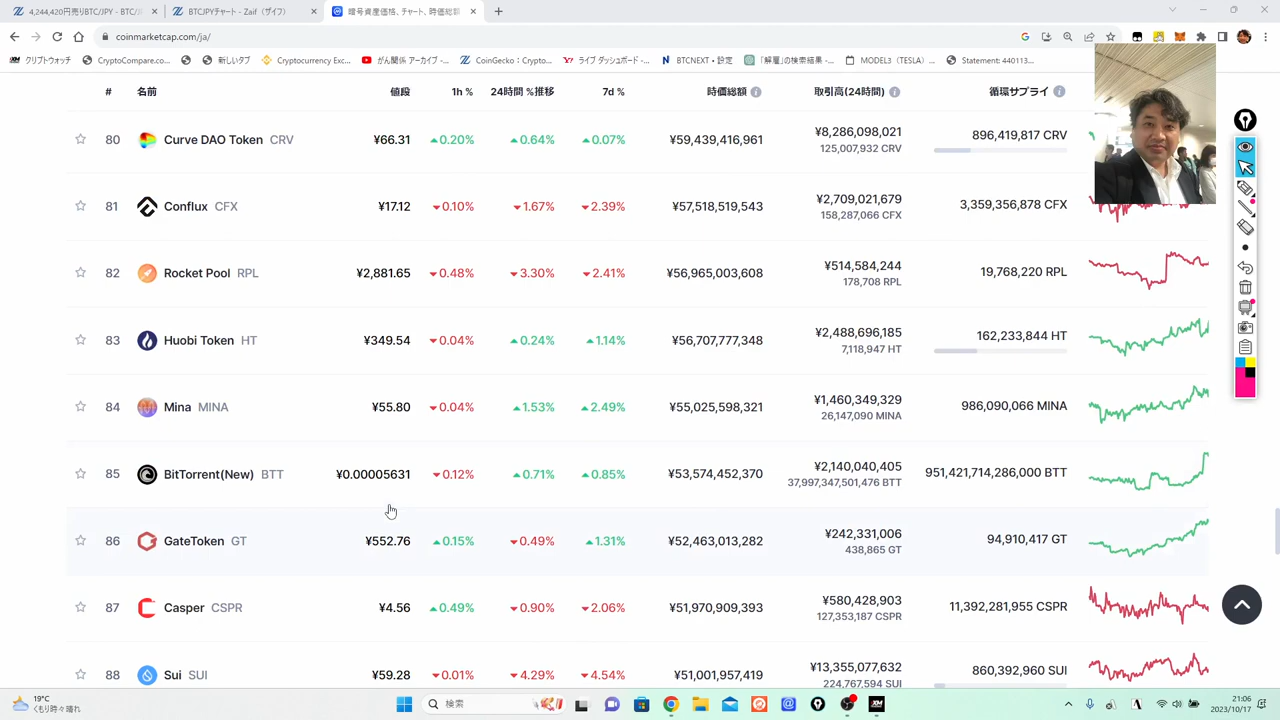 4,244,420円売りBTC/JPY - BTC/J
BTCJPYチャート - Zaif（ザイフ）
暗号資産価格、チャート、時価総額
coinmarketcap.com/ja/
クリプトウォッチ
CryptoCompare.co...
新しいタブ
Cryptocurrency Exc...
がん関係 アーカイブ -...
CoinGecko：Crypto...
ライブ ダッシュボード -...
BTCNEXT • 設定
「解雇」の検索結果 -...
MODEL3（TESLA）...
Statement: 440113...
# 名前 値段 1h % 24時間 %推移 7d % 時価総額 取引高(24時間) 循環サプライ
80 Curve DAO Token CRV ¥66.31 0.20% 0.64% 0.07% ¥59,439,416,961 ¥8,286,098,021 896,419,817 CRV
125,007,932 CRV
81 Conflux CFX ¥17.12 0.10% 1.67% 2.39% ¥57,518,519,543 ¥2,709,021,679 3,359,356,878 CFX
158,287,066 CFX
82 Rocket Pool RPL ¥2,881.65 0.48% 3.30% 2.41% ¥56,965,003,608 ¥514,584,244 19,768,220 RPL
178,708 RPL
83 Huobi Token HT ¥349.54 0.04% 0.24% 1.14% ¥56,707,777,348 ¥2,486,696,185 162,233,844 HT
7,118,947 HT
84 Mina MINA ¥55.80 0.04% 1.53% 2.49% ¥55,025,598,321 ¥1,460,349,329 986,090,066 MINA
26,147,090 MINA
85 BitTorrent(New) BTT ¥0.00005631 0.12% 0.71% 0.85% ¥53,574,452,370 ¥2,140,040,405 951,421,714,286,000 BTT
37,997,347,501,476 BTT
86 GateToken GT ¥552.76 0.15% 0.49% 1.31% ¥52,463,013,282 ¥242,331,006 94,910,417 GT
438,865 GT
87 Casper CSPR ¥4.56 0.49% 0.90% 2.06% ¥51,970,909,393 ¥580,428,903 11,392,281,955 CSPR
127,353,187 CSPR
88 Sui SUI ¥59.28 0.01% 4.29% 4.54% ¥51,001,957,419 ¥13,355,077,632 860,392,960 SUI
224,767,594 SUI
19°C
くもり時々晴れ
検索
A
21:06
2023/10/17